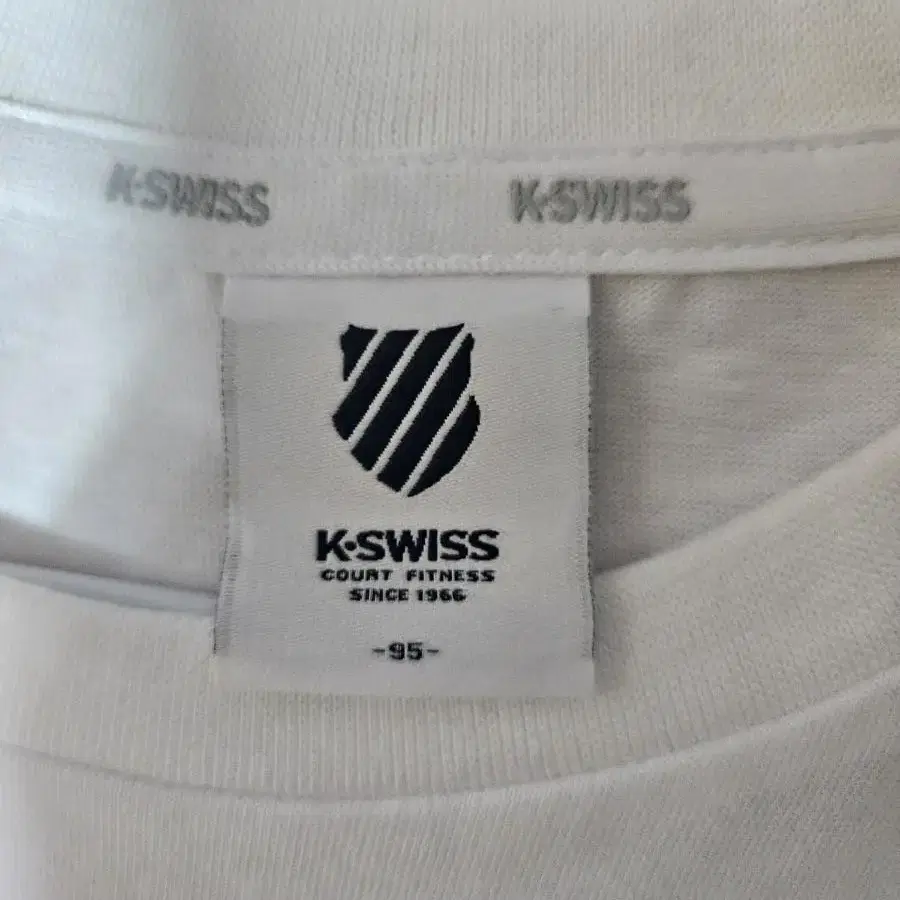 K·SWISS K·SWISS
K·SWISS
COURT FITNESS
SINCE 1966
-95-